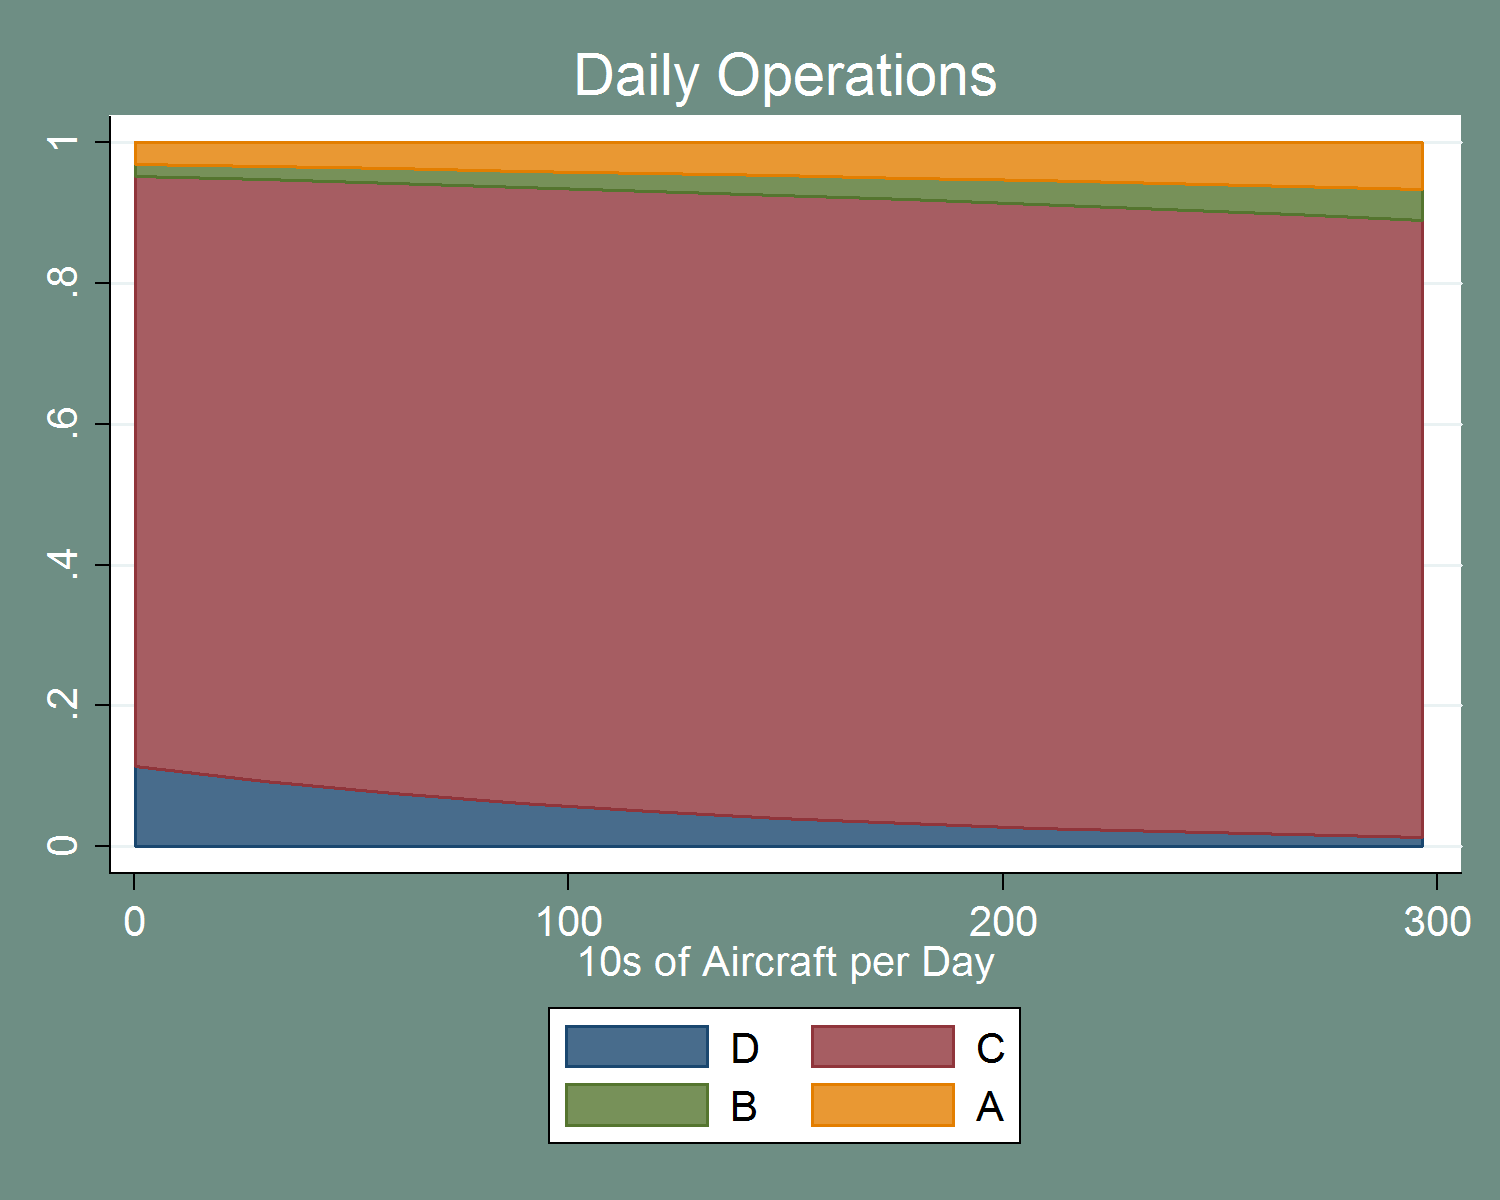 Daily Operations
1
.8
.6
.4
.2
0
0 100 200 300
10s of Aircraft per Day
D C
B A